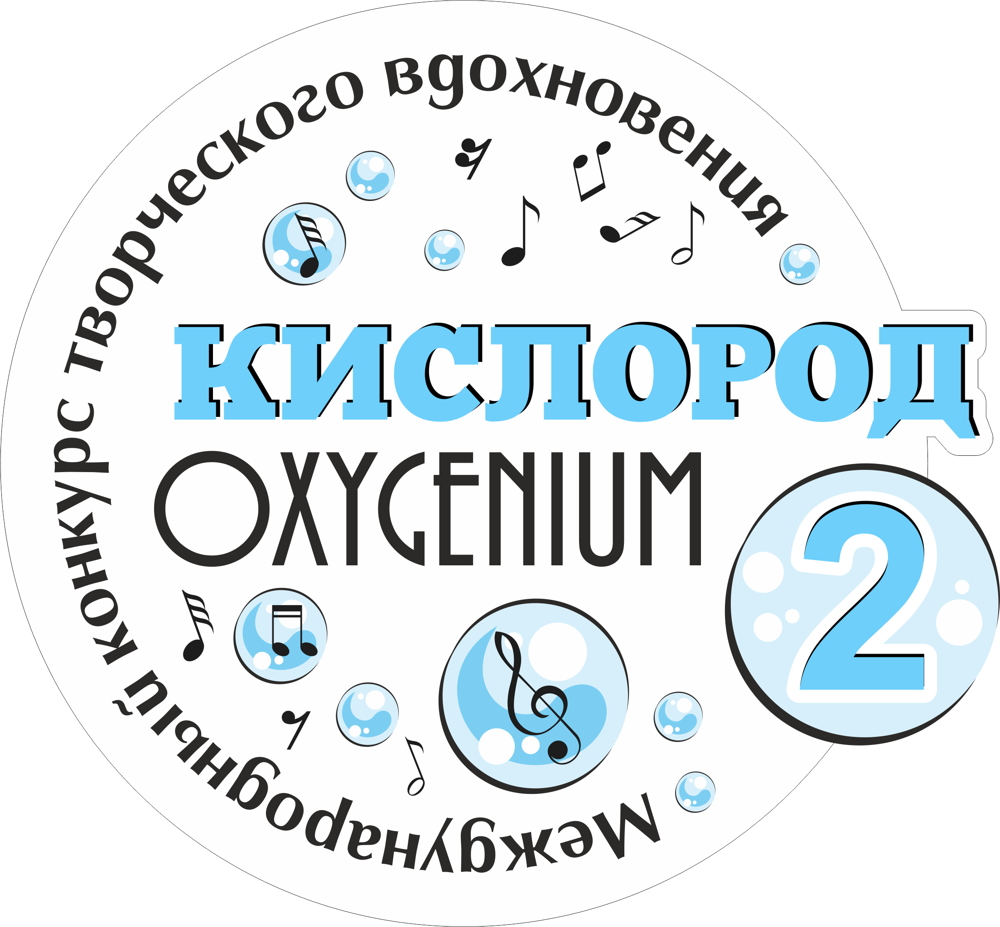 Международный конкурс творческого вдохновения
КИСЛОРОД
OXYGENIUM
2